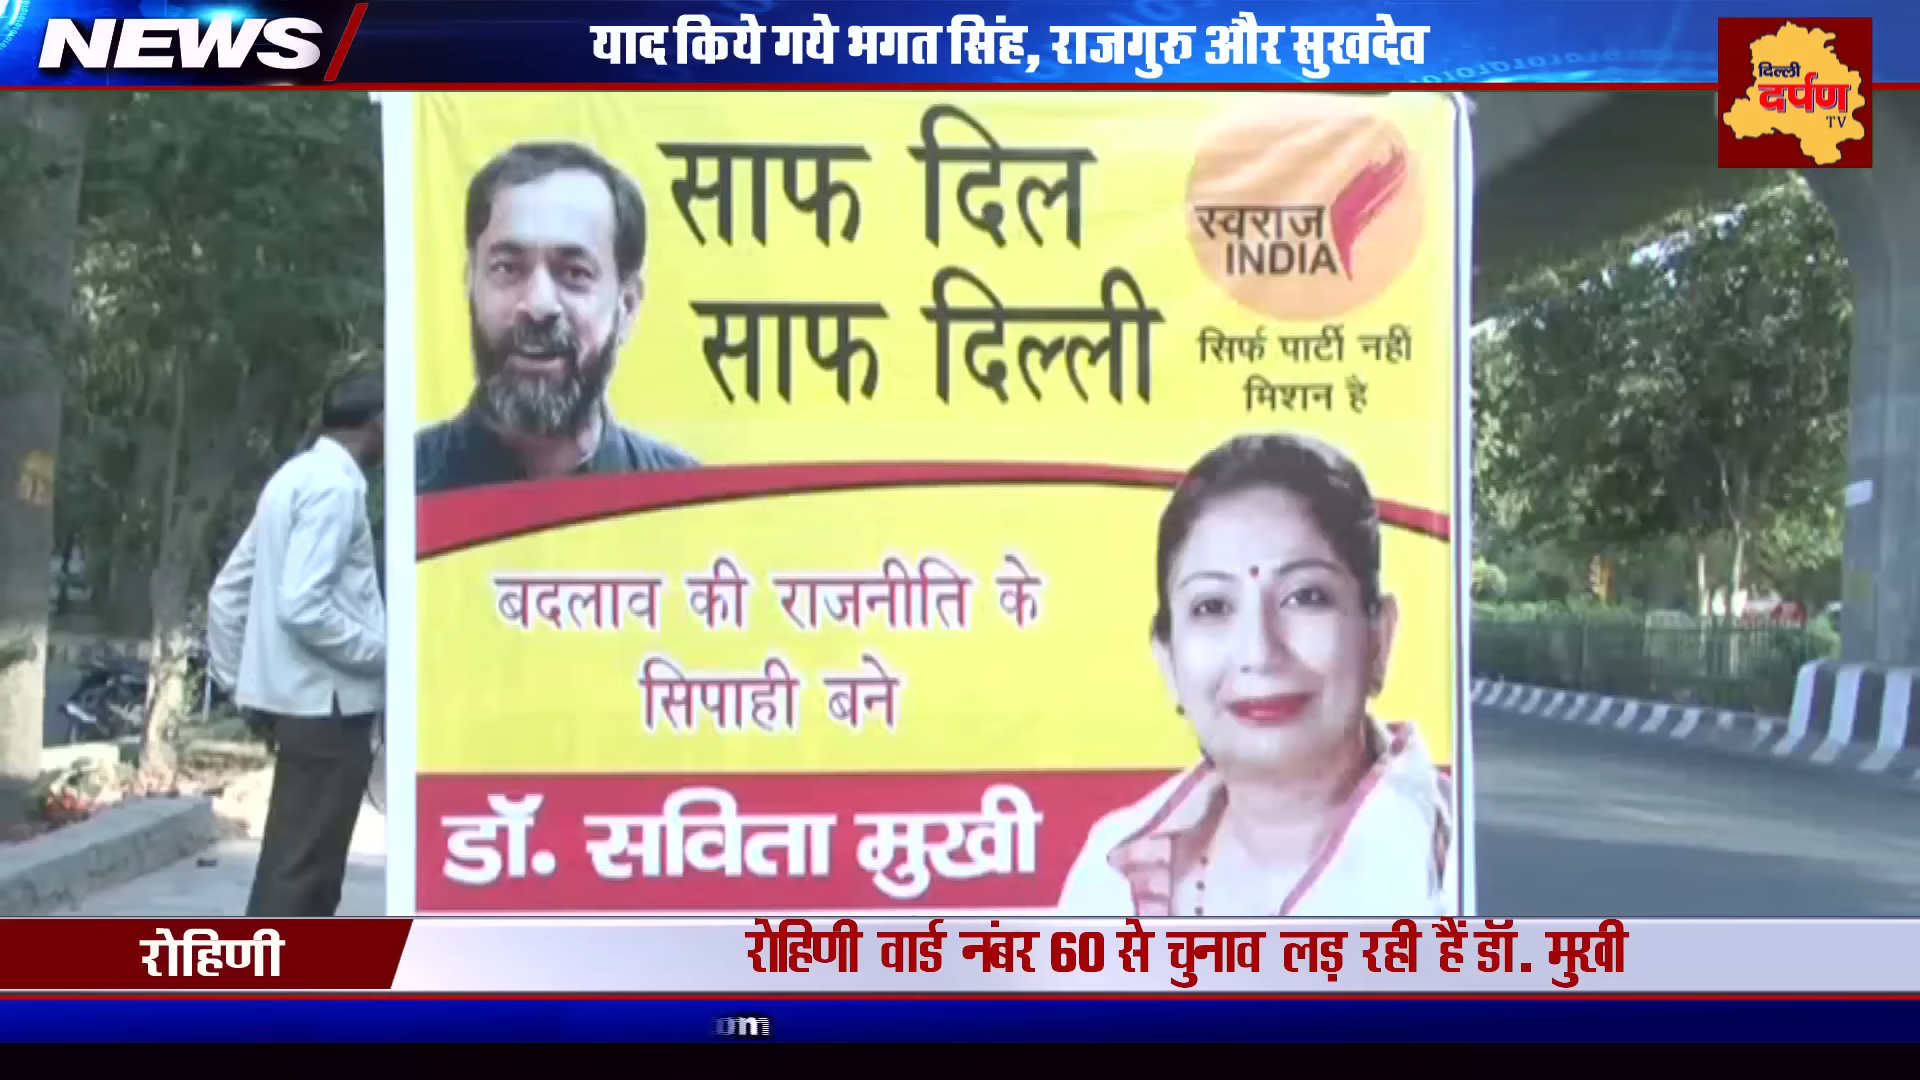 NEWS
याद किये गये भगत सिंह, राजगुरु और सुखदेव
दिल्ली
दर्पण
TV
साफ दिल
साफ दिल्ली
स्वराज
INDIA
सिर्फ पार्टी नहीं
मिशन है
बदलाव की राजनीति के
सिपाही बने
डॉ. सविता मुखी
रोहिणी
रोहिणी वार्ड नंबर 60 से चुनाव लड़ रही हैं डॉ. मुखी
om